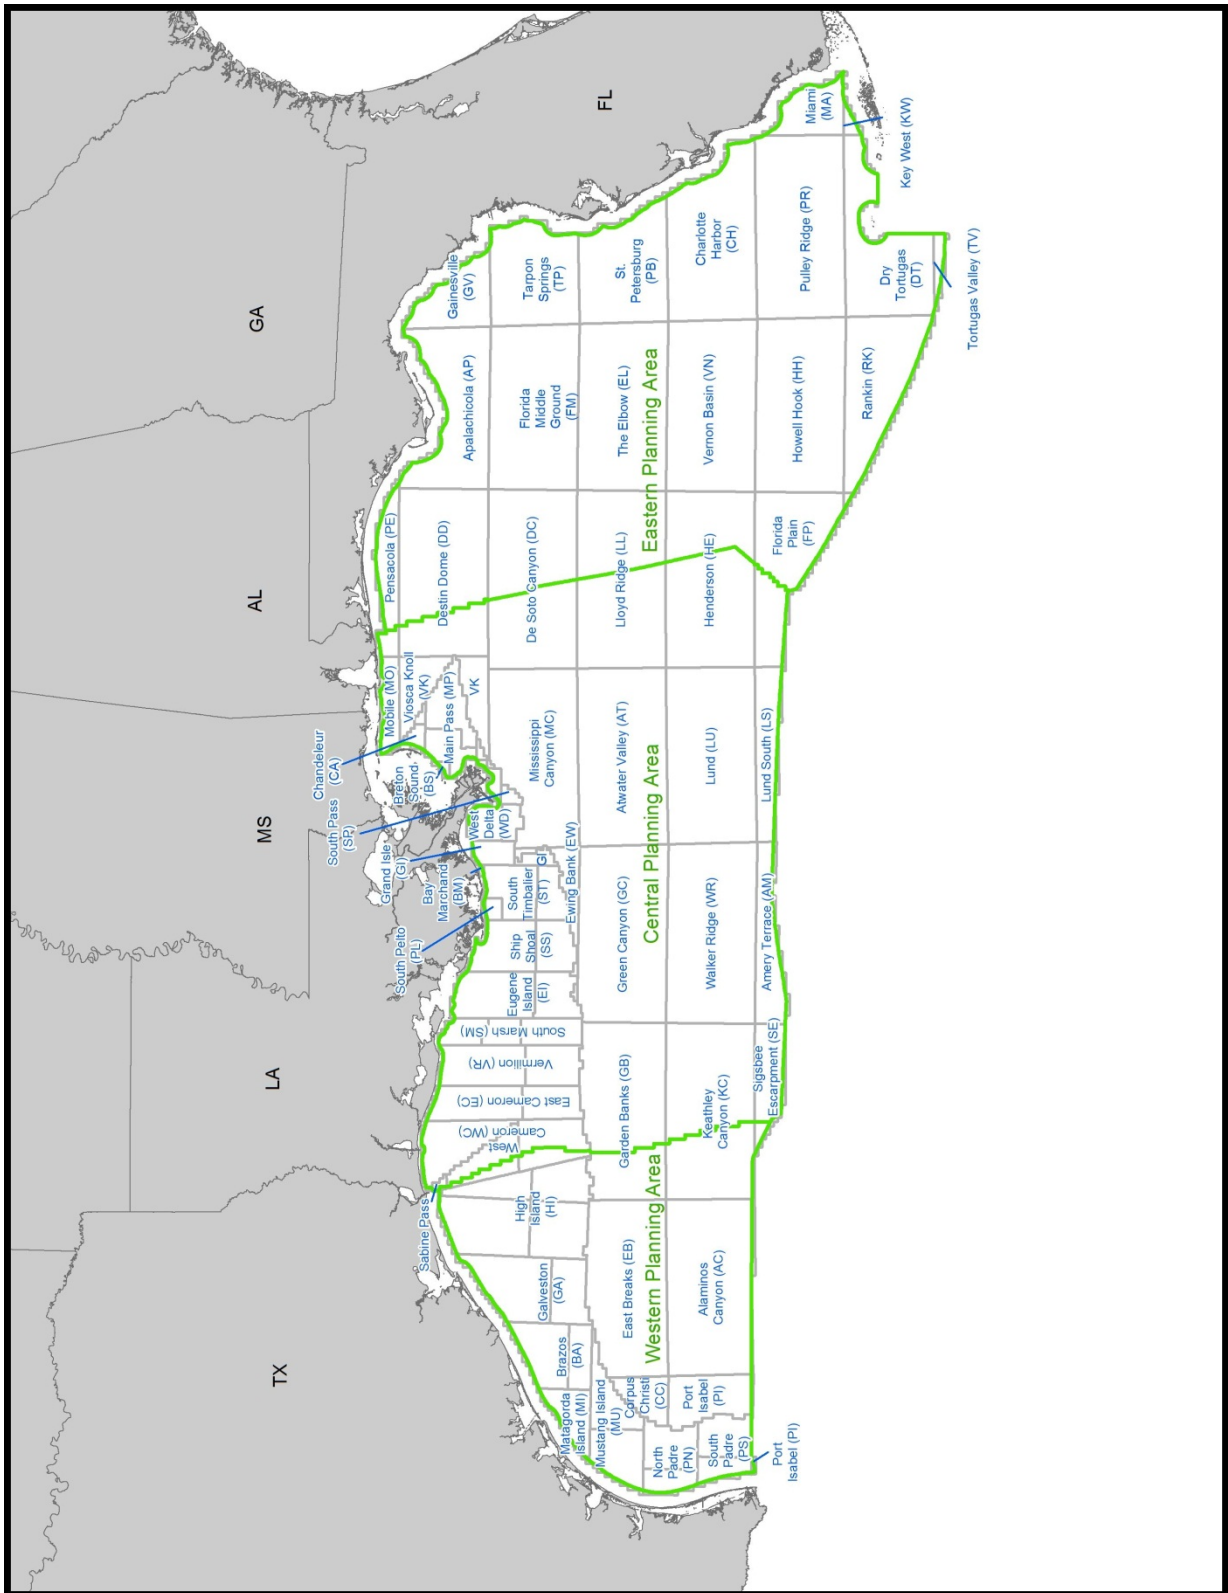 TX
LA
MS
AL
GA
FL
Sabine Pass
South Pelto
(PL)
Bay
Marchand
(BM)
Grand Isle
(GI)
South Pass
(SP)
Chandeleur
(CA)
Breton
Sound
(BS)
Mobile (MO)
Viosca Knoll
(VK)
Main Pass (MP)
VK
Pensacola (PE)
Destin Dome (DD)
Apalachicola (AP)
Gainesville
(GV)
Matagorda
Island (MI)
Brazos
(BA)
Galveston
(GA)
High
Island
(HI)
West
Cameron (WC)
East Cameron (EC)
Vermilion (VR)
South Marsh (SM)
Eugene
Island
(EI)
Ship
Shoal
(SS)
South
Timbalier
(ST)
GI
West
Delta
(WD)
Ewing Bank (EW)
Mississippi
Canyon (MC)
De Soto Canyon (DC)
Florida
Middle
Ground
(FM)
Tarpon
Springs
(TP)
Mustang Island
(MU)
Corpus
Christi
(CC)
East Breaks (EB)
Garden Banks (GB)
Green Canyon (GC)
Atwater Valley (AT)
Lloyd Ridge (LL)
The Elbow (EL)
St.
Petersburg
(PB)
Western Planning Area
Central Planning Area
Eastern Planning Area
North
Padre
(PN)
South
Padre
(PS)
Port
Isabel
(PI)
Alaminos
Canyon (AC)
Keathley
Canyon (KC)
Walker Ridge (WR)
Lund (LU)
Henderson (HE)
Vernon Basin (VN)
Charlotte
Harbor
(CH)
Port
Isabel (PI)
Sigsbee
Escarpment (SE)
Amery Terrace (AM)
Lund South (LS)
Florida
Plain
(FP)
Howell Hook (HH)
Pulley Ridge (PR)
Miami
(MA)
Rankin (RK)
Dry
Tortugas
(DT)
Key West (KW)
Tortugas Valley (TV)